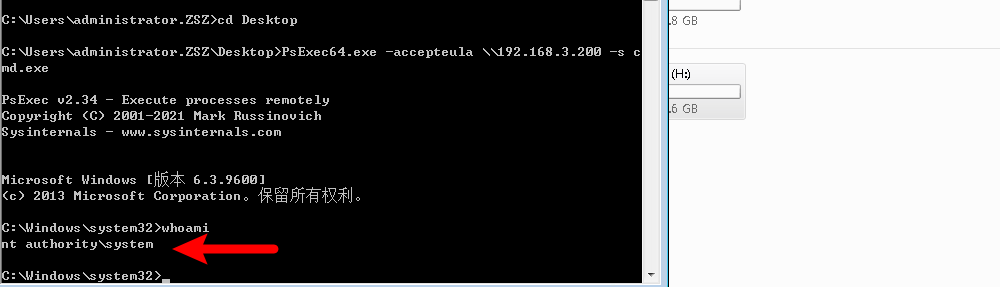 C:\Users\administrator.ZSZ>cd Desktop
C:\Users\administrator.ZSZ\Desktop>PsExec64.exe -accepteula \\192.168.3.200 -s c
md.exe
PsExec v2.34 - Execute processes remotely
Copyright (C) 2001-2021 Mark Russinovich
Sysinternals - www.sysinternals.com
Microsoft Windows [版本 6.3.9600]
(c) 2013 Microsoft Corporation。保留所有权利。
C:\Windows\system32>whoami
nt authority\system
C:\Windows\system32>_
.8 GB
(H:)
.6 GB